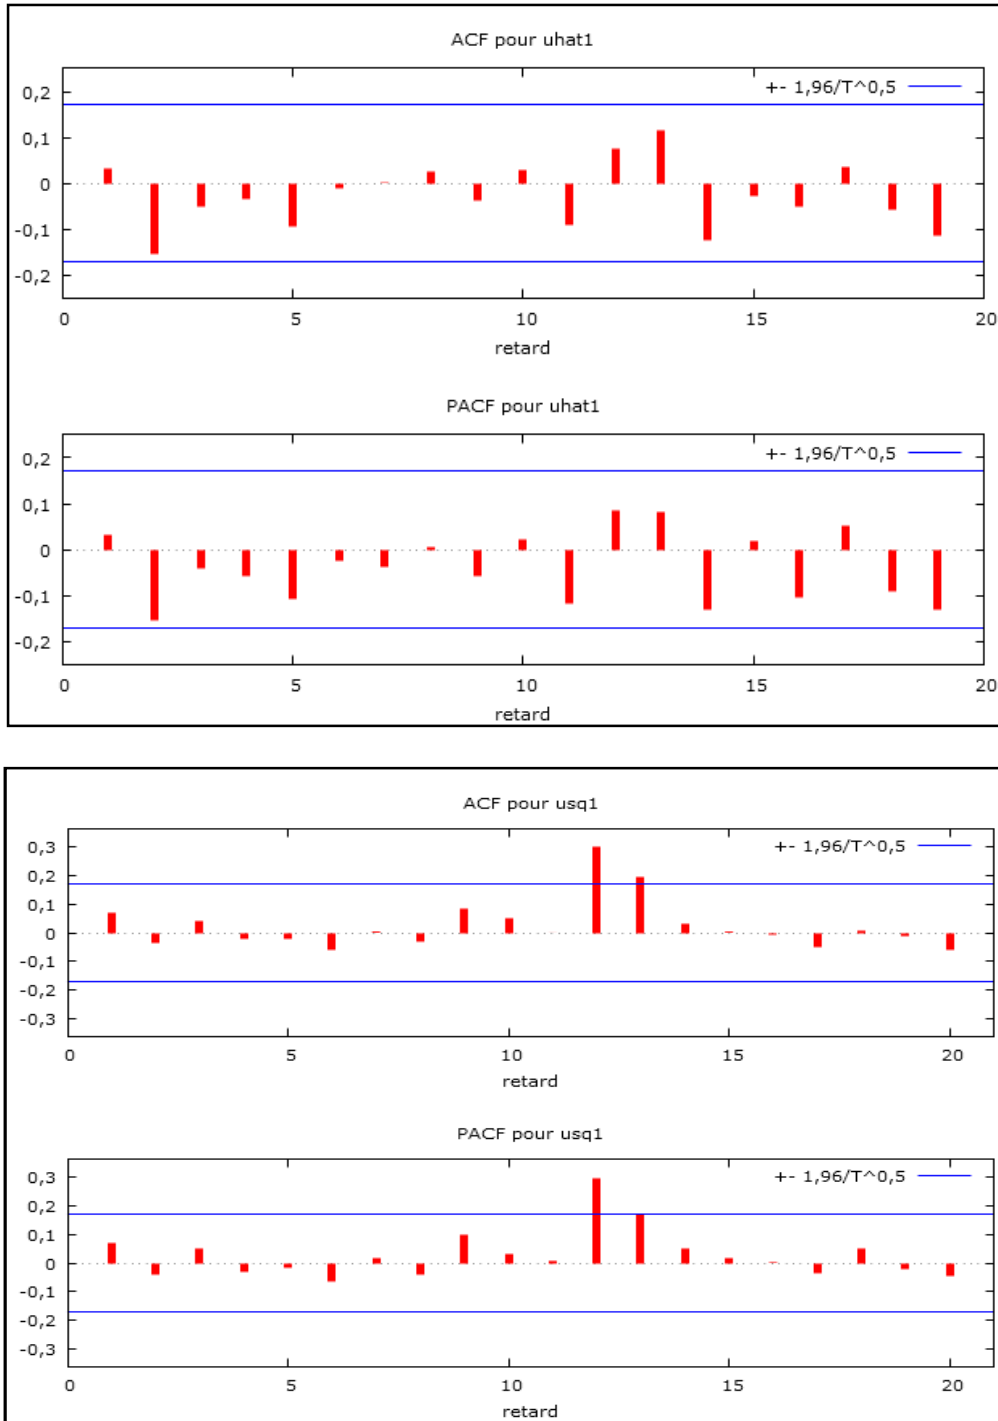 ACF pour uhat1
+- 1,96/T^0,5
0,2
0,1
0
-0,1
-0,2
0 5 10 15 20
retard
PACF pour uhat1
+- 1,96/T^0,5
0,2
0,1
0
-0,1
-0,2
0 5 10 15 20
retard
ACF pour usq1
+- 1,96/T^0,5
0,3
0,2
0,1
0
-0,1
-0,2
-0,3
0 5 10 15 20
retard
PACF pour usq1
+- 1,96/T^0,5
0,3
0,2
0,1
0
-0,1
-0,2
-0,3
0 5 10 15 20
retard